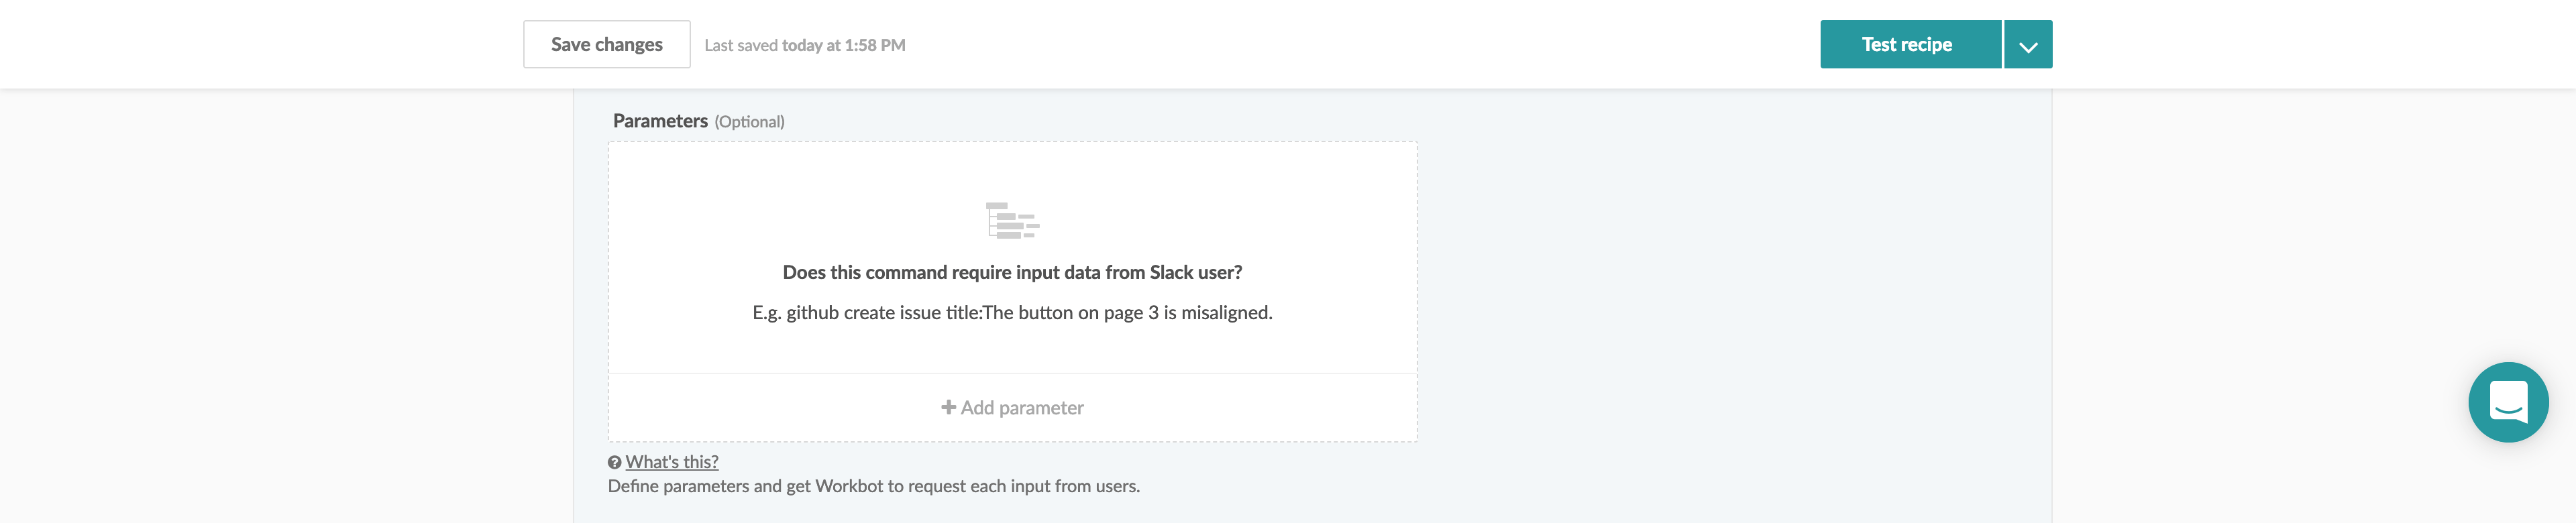 Save changes Last saved today at 1:58 PM Test recipe
Parameters (Optional)
Does this command require input data from Slack user?
E.g. github create issue title:The button on page 3 is misaligned.
+ Add parameter
? What's this?
Define parameters and get Workbot to request each input from users.